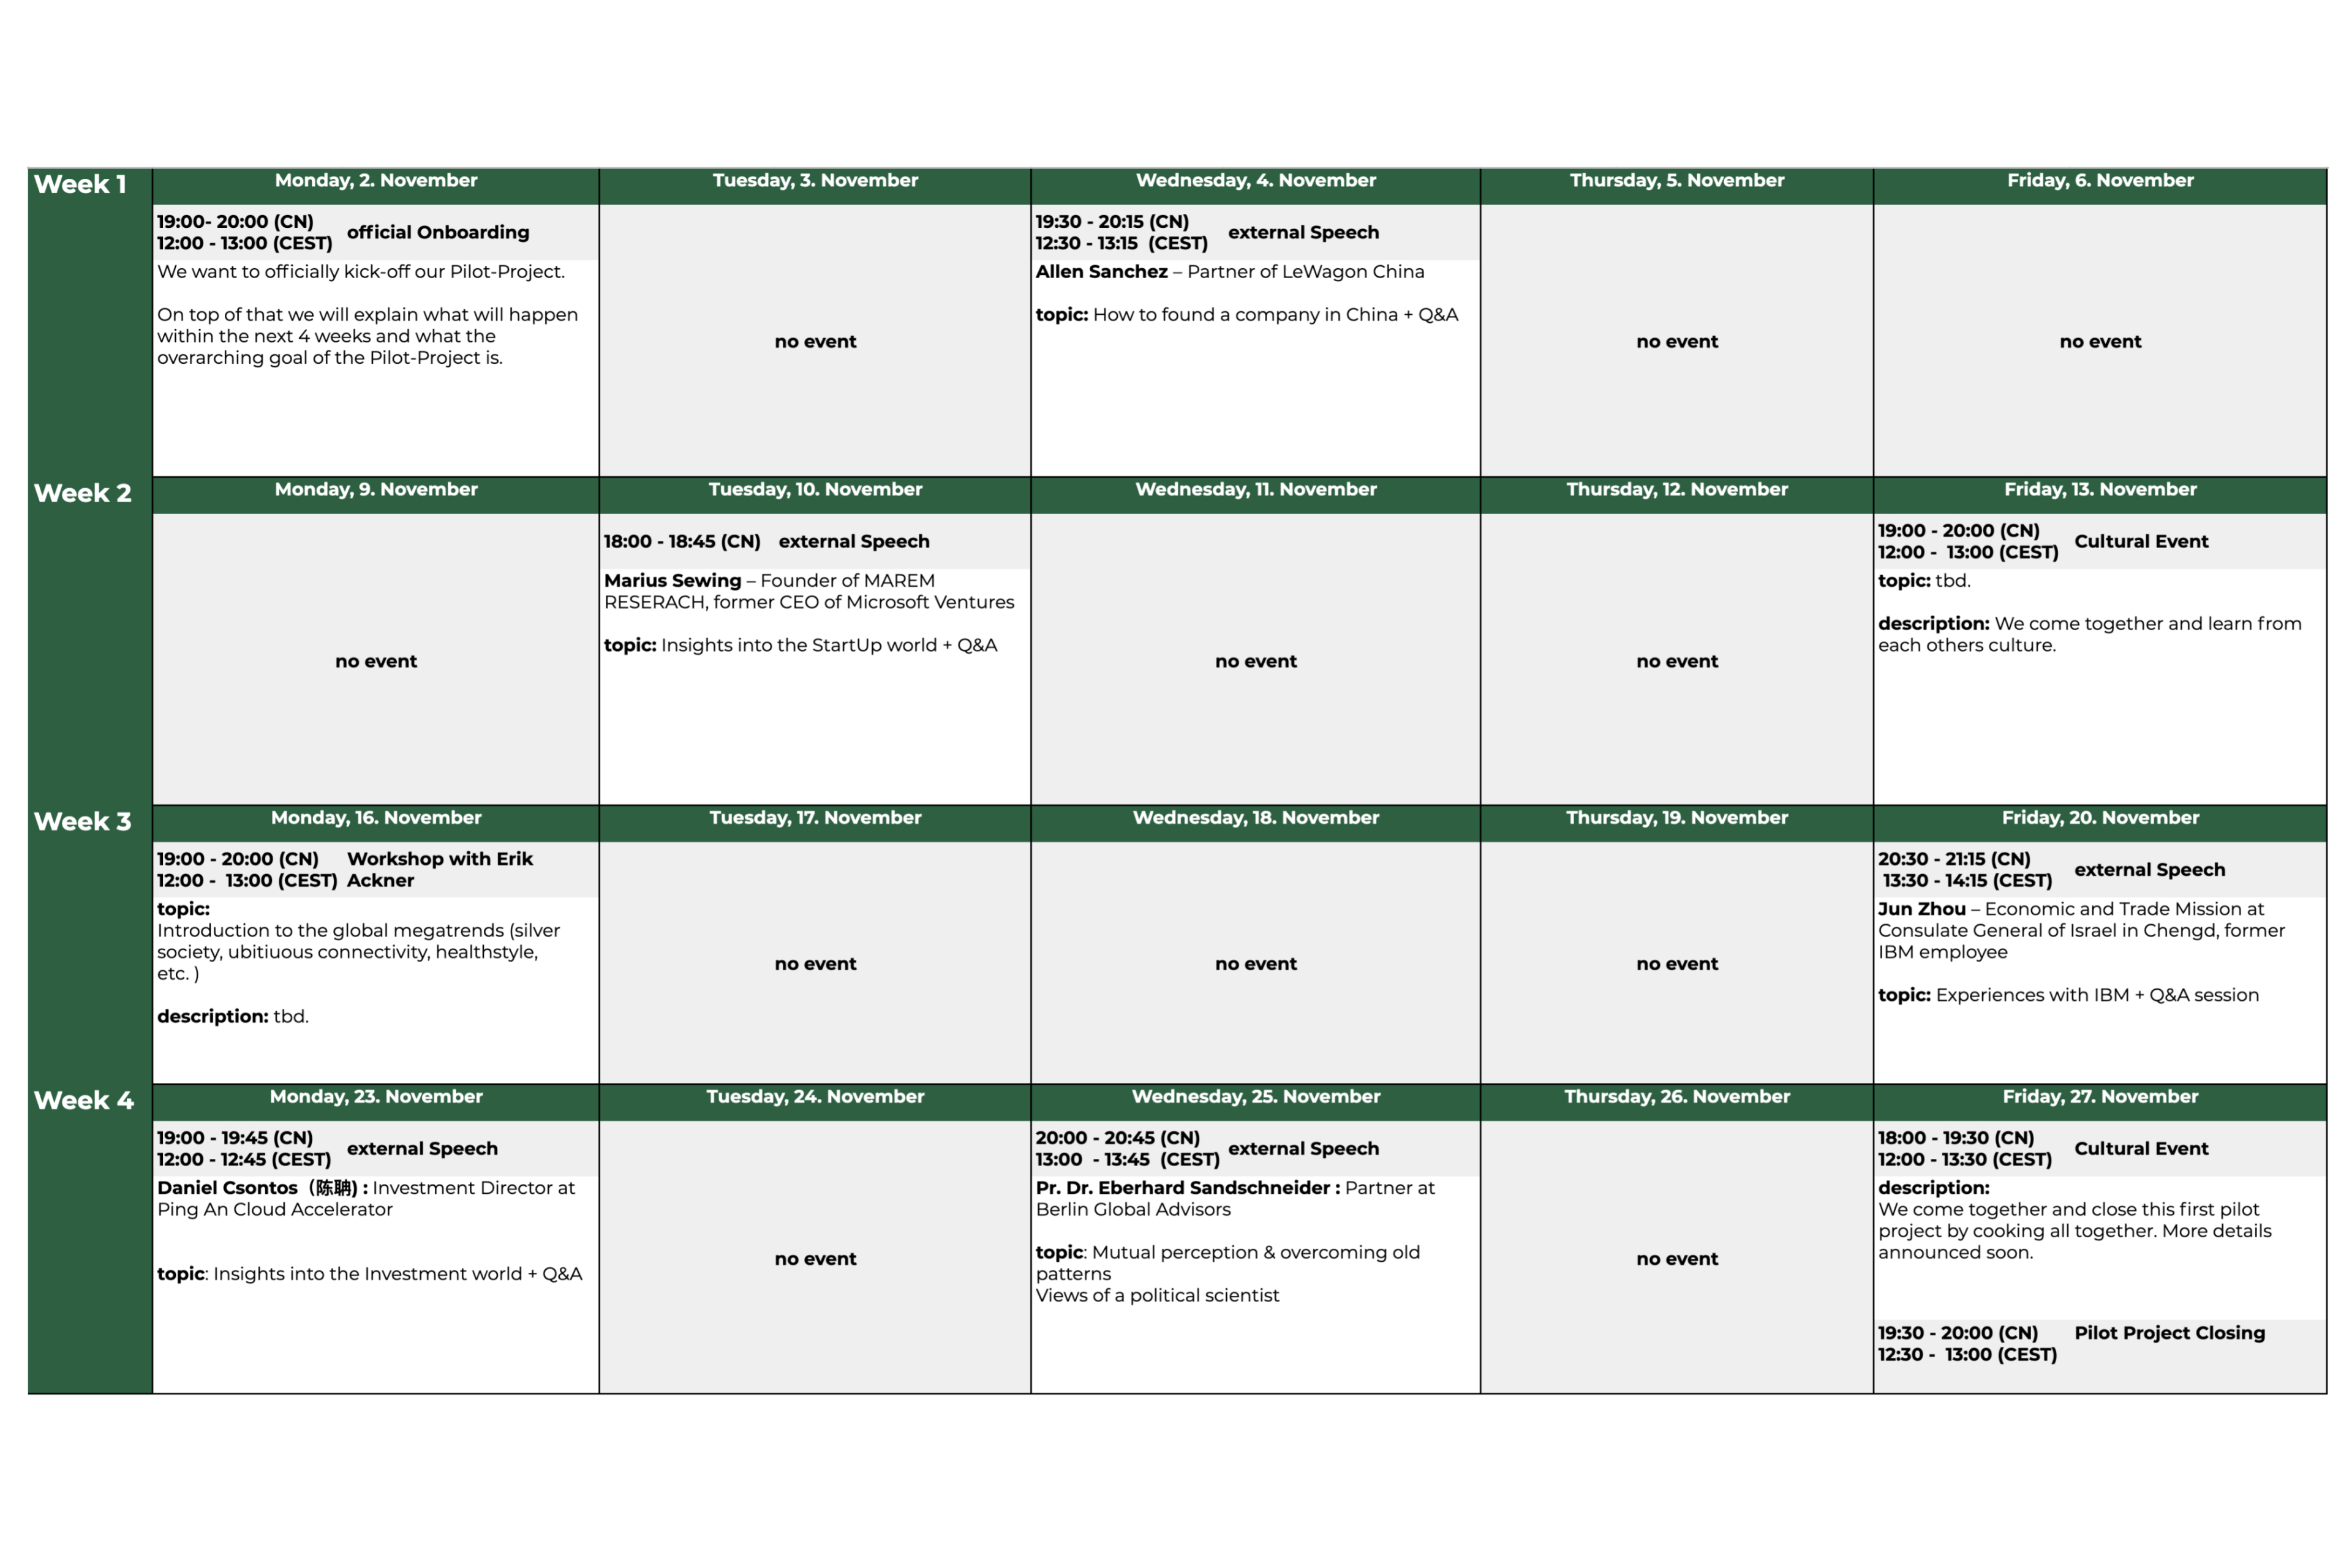 Week 1
Monday, 2. November
Tuesday, 3. November
Wednesday, 4. November
Thursday, 5. November
Friday, 6. November
19:00- 20:00 (CN)
12:00 - 13:00 (CEST)
official Onboarding
We want to officially kick-off our Pilot-Project.
On top of that we will explain what will happen
within the next 4 weeks and what the
overarching goal of the Pilot-Project is.
no event
19:30 - 20:15 (CN)
12:30 - 13:15 (CEST)
external Speech
Allen Sanchez – Partner of LeWagon China
topic: How to found a company in China + Q&A
no event
no event
Week 2
Monday, 9. November
Tuesday, 10. November
Wednesday, 11. November
Thursday, 12. November
Friday, 13. November
no event
18:00 - 18:45 (CN) external Speech
Marius Sewing – Founder of MAREM
RESERACH, former CEO of Microsoft Ventures
topic: Insights into the StartUp world + Q&A
no event
no event
19:00 - 20:00 (CN)
12:00 - 13:00 (CEST)
Cultural Event
topic: tbd.
description: We come together and learn from
each others culture.
Week 3
Monday, 16. November
Tuesday, 17. November
Wednesday, 18. November
Thursday, 19. November
Friday, 20. November
19:00 - 20:00 (CN)
12:00 - 13:00 (CEST)
Workshop with Erik
Ackner
topic:
Introduction to the global megatrends (silver
society, ubitiuous connectivity, healthstyle,
etc. )
description: tbd.
no event
no event
no event
20:30 - 21:15 (CN)
13:30 - 14:15 (CEST)
external Speech
Jun Zhou – Economic and Trade Mission at
Consulate General of Israel in Chengd, former
IBM employee
topic: Experiences with IBM + Q&A session
Week 4
Monday, 23. November
Tuesday, 24. November
Wednesday, 25. November
Thursday, 26. November
Friday, 27. November
19:00 - 19:45 (CN)
12:00 - 12:45 (CEST)
external Speech
Daniel Csontos（陈聃) : Investment Director at
Ping An Cloud Accelerator
topic: Insights into the Investment world + Q&A
no event
20:00 - 20:45 (CN)
13:00 - 13:45 (CEST)
external Speech
Pr. Dr. Eberhard Sandschneider : Partner at
Berlin Global Advisors
topic: Mutual perception & overcoming old
patterns
Views of a political scientist
no event
18:00 - 19:30 (CN)
12:00 - 13:30 (CEST)
Cultural Event
description:
We come together and close this first pilot
project by cooking all together. More details
announced soon.
19:30 - 20:00 (CN)
12:30 - 13:00 (CEST)
Pilot Project Closing